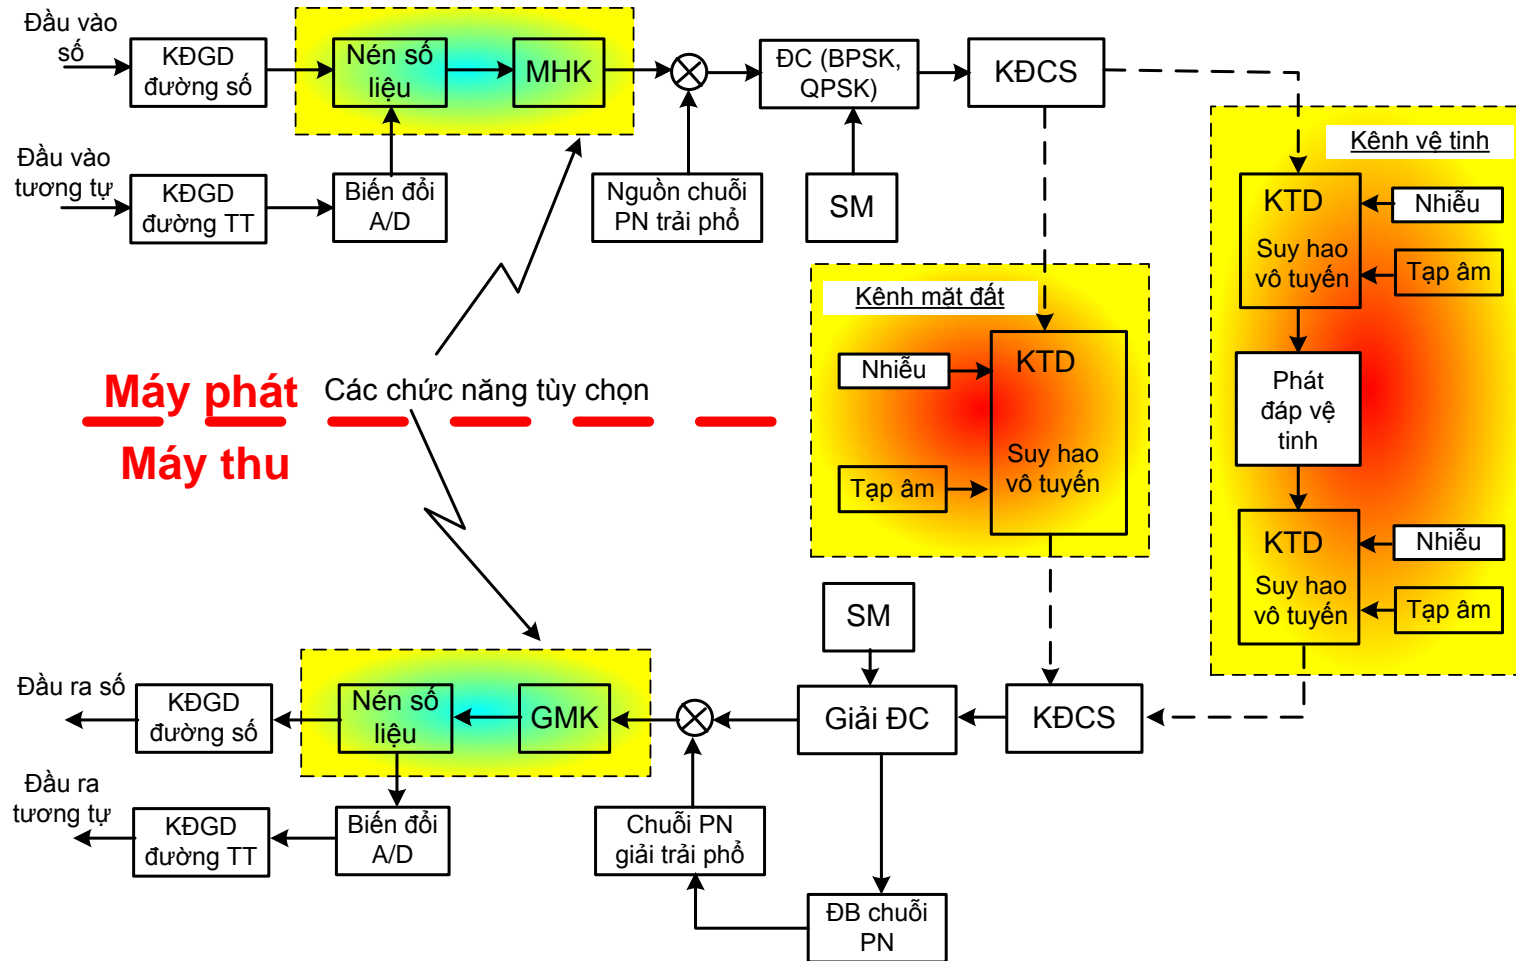 Đầu vào
số
KĐGD
đường số
Nén số
liệu
MHK
ĐC (BPSK,
QPSK)
KĐCS
Đầu vào
tương tự
KĐGD
đường TT
Biến đổi
A/D
Nguồn chuỗi
PN trải phổ
SM
Kênh vệ tinh
KTD
Suy hao
vô tuyến
Nhiễu
Tạp âm
Phát
đáp vệ
tinh
KTD
Suy hao
vô tuyến
Nhiễu
Tạp âm
Kênh mặt đất
KTD
Suy hao
vô tuyến
Nhiễu
Tạp âm
Máy phát
Các chức năng tùy chọn
Máy thu
SM
Đầu ra số
KĐGD
đường số
Nén số
liệu
GMK
Giải ĐC
KĐCS
Đầu ra
tương tự
KĐGD
đường TT
Biến đổi
A/D
Chuỗi PN
giải trải phổ
ĐB chuỗi
PN